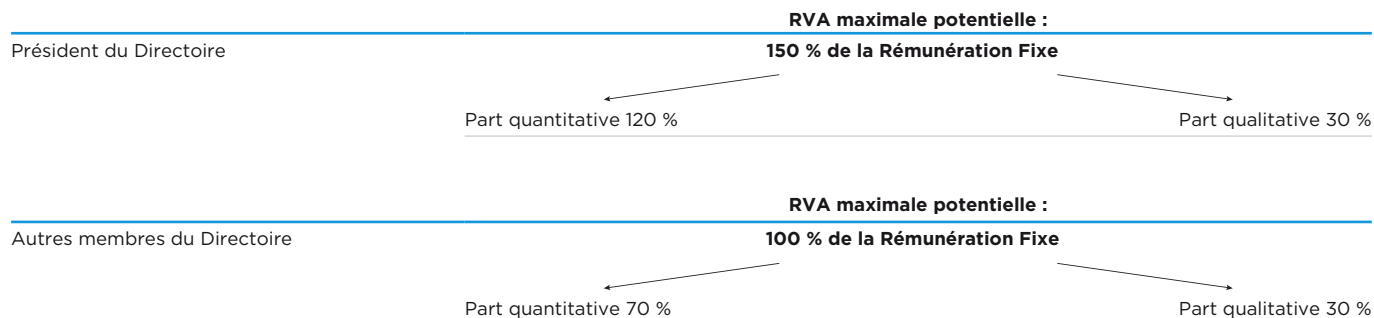 RVA maximale potentielle :
Président du Directoire 150 % de la Rémunération Fixe
Part quantitative 120 % Part qualitative 30 %
RVA maximale potentielle :
Autres membres du Directoire 100 % de la Rémunération Fixe
Part quantitative 70 % Part qualitative 30 %